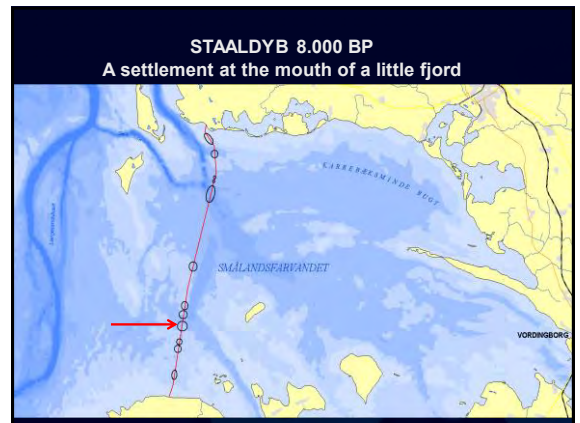 STAALDYB 8.000 BP
A settlement at the mouth of a little fjord
KARREBÆKSMINDE BUGT
SMÅLANDSFARVANDET
VORDINGBORG